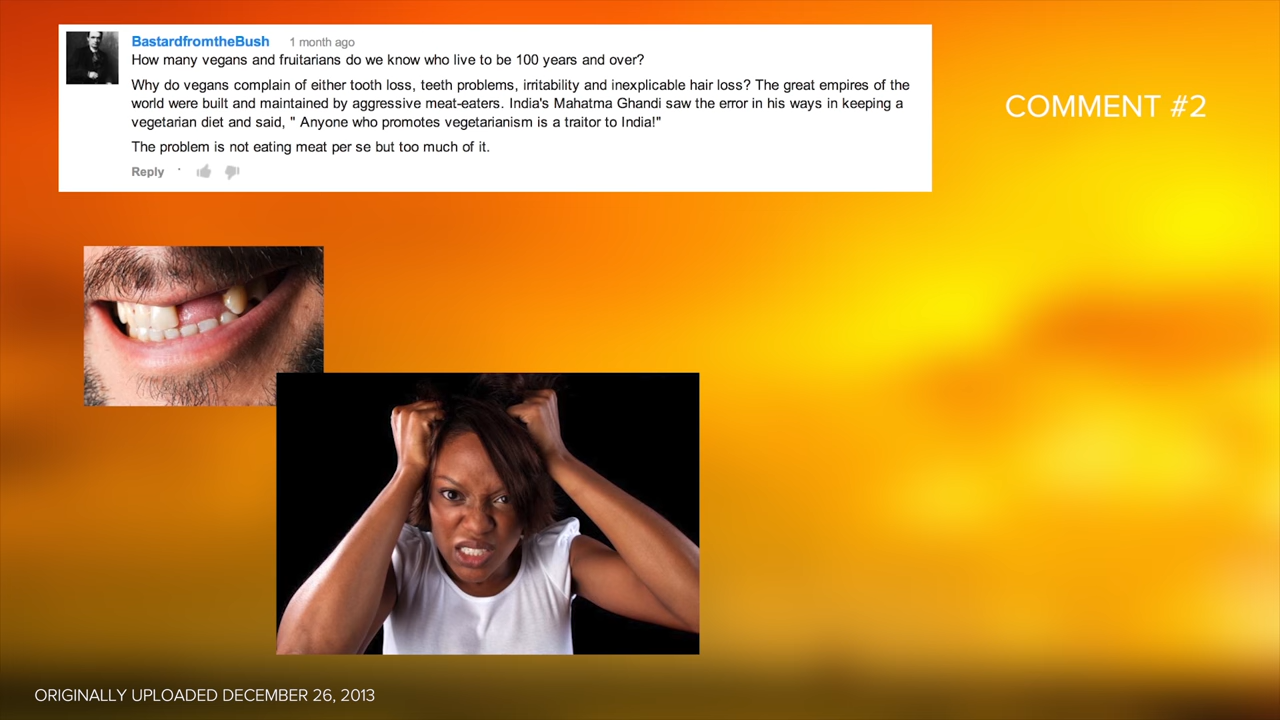 BastardfromtheBush 1 month ago
How many vegans and fruitarians do we know who live to be 100 years and over?
Why do vegans complain of either tooth loss, teeth problems, irritability and inexplicable hair loss? The great empires of the
world were built and maintained by aggressive meat-eaters. India's Mahatma Ghandi saw the error in his ways in keeping a
vegetarian diet and said, " Anyone who promotes vegetarianism is a traitor to India!"
The problem is not eating meat per se but too much of it.
Reply ·
COMMENT #2
ORIGINALLY UPLOADED DECEMBER 26, 2013